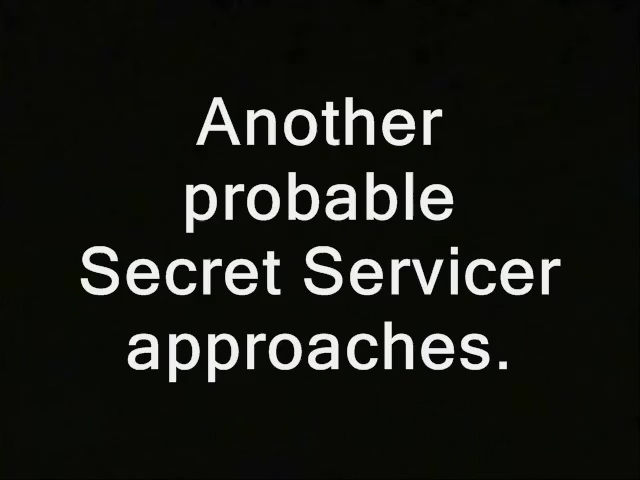 Another
probable
Secret Servicer
approaches.